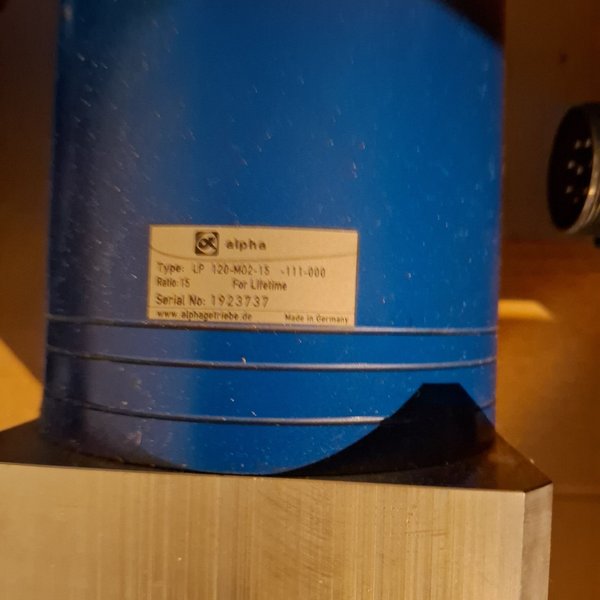 alpha
Type: LP 120-M02-15 -111-000
Ratio: 15 For Lifetime
Serial No: 1923737
www.alphagetriebe.de Made in Germany